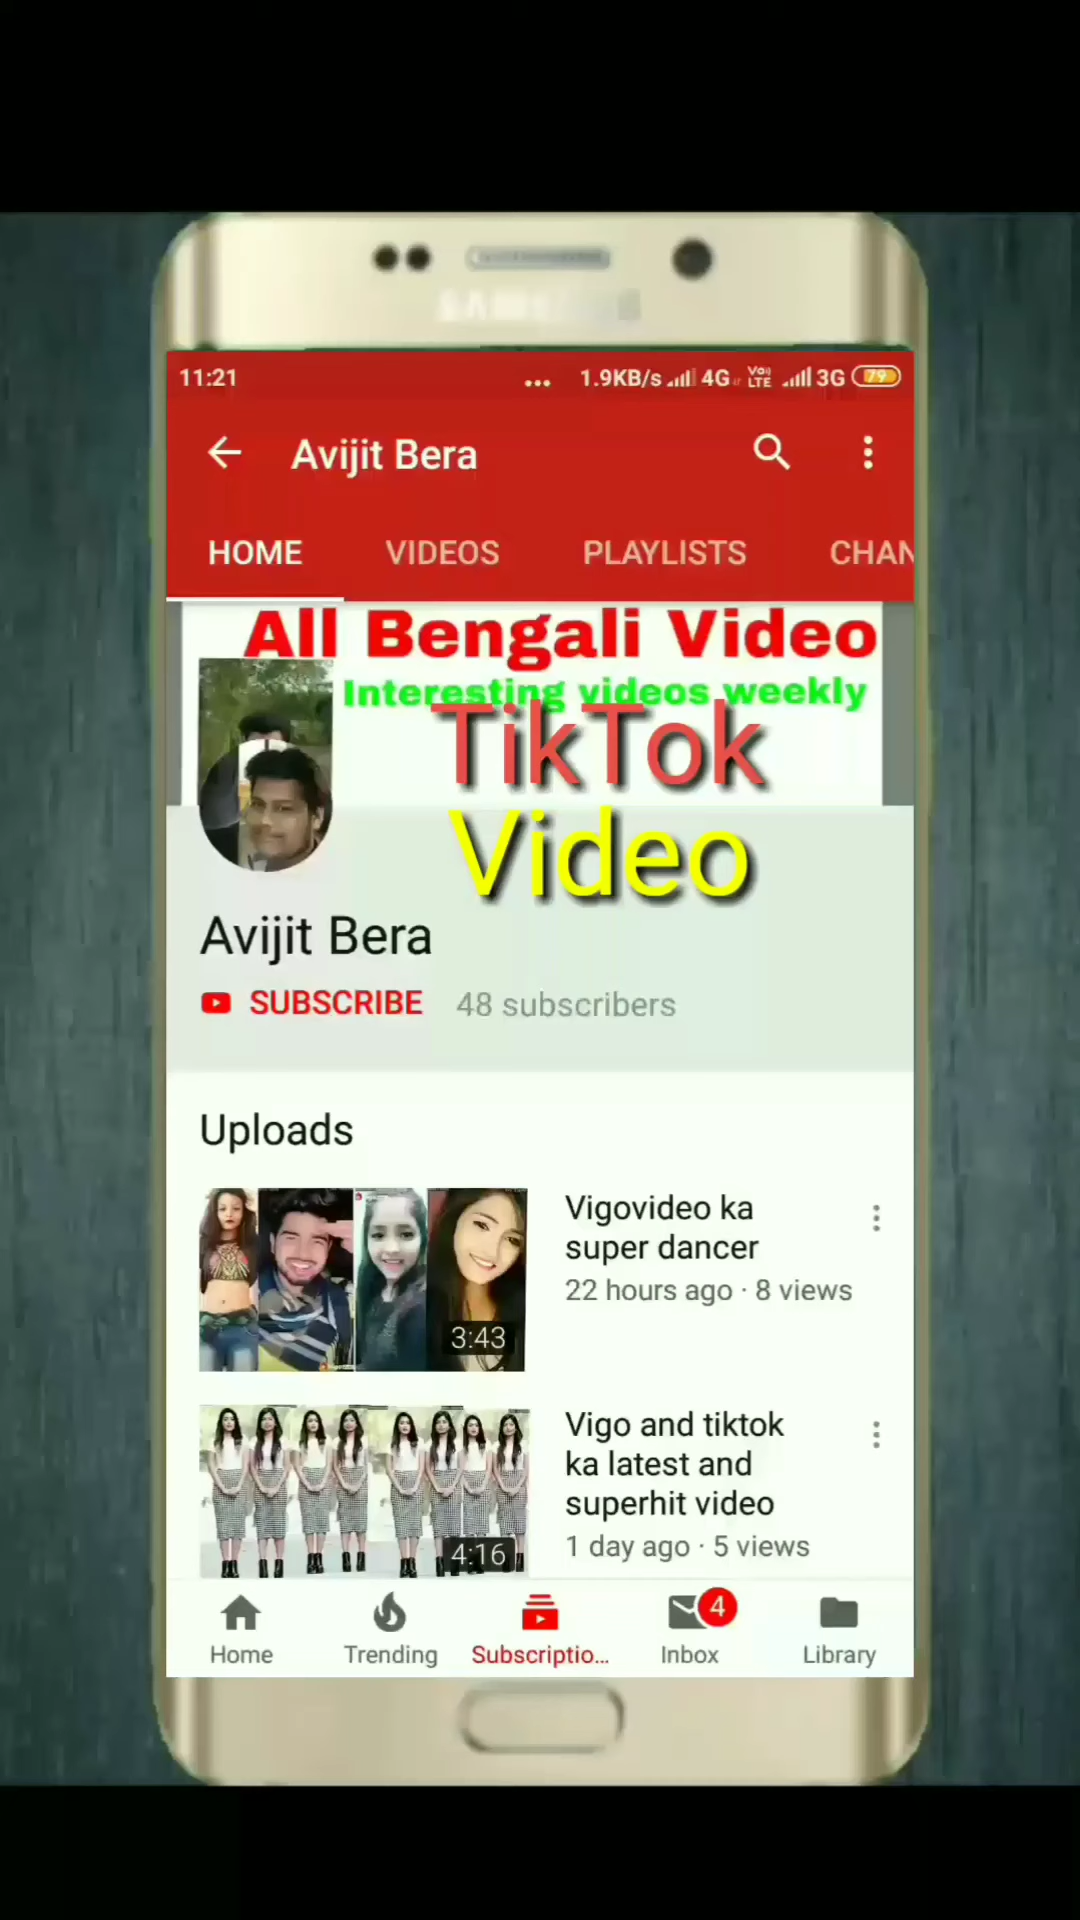 SAMSUNG
11:21 ... 1.9KB/s 4G Vo) LTE 3G 79
Avijit Bera
HOME VIDEOS PLAYLISTS CHAN
All Bengali Video
Interesting videos weekly
TikTok
Video
Avijit Bera
SUBSCRIBE 48 subscribers
Uploads
Vigovideo ka
super dancer
22 hours ago · 8 views
3:43
Vigo and tiktok
ka latest and
superhit video
1 day ago · 5 views
4:16
4
Home Trending Subscriptio... Inbox Library